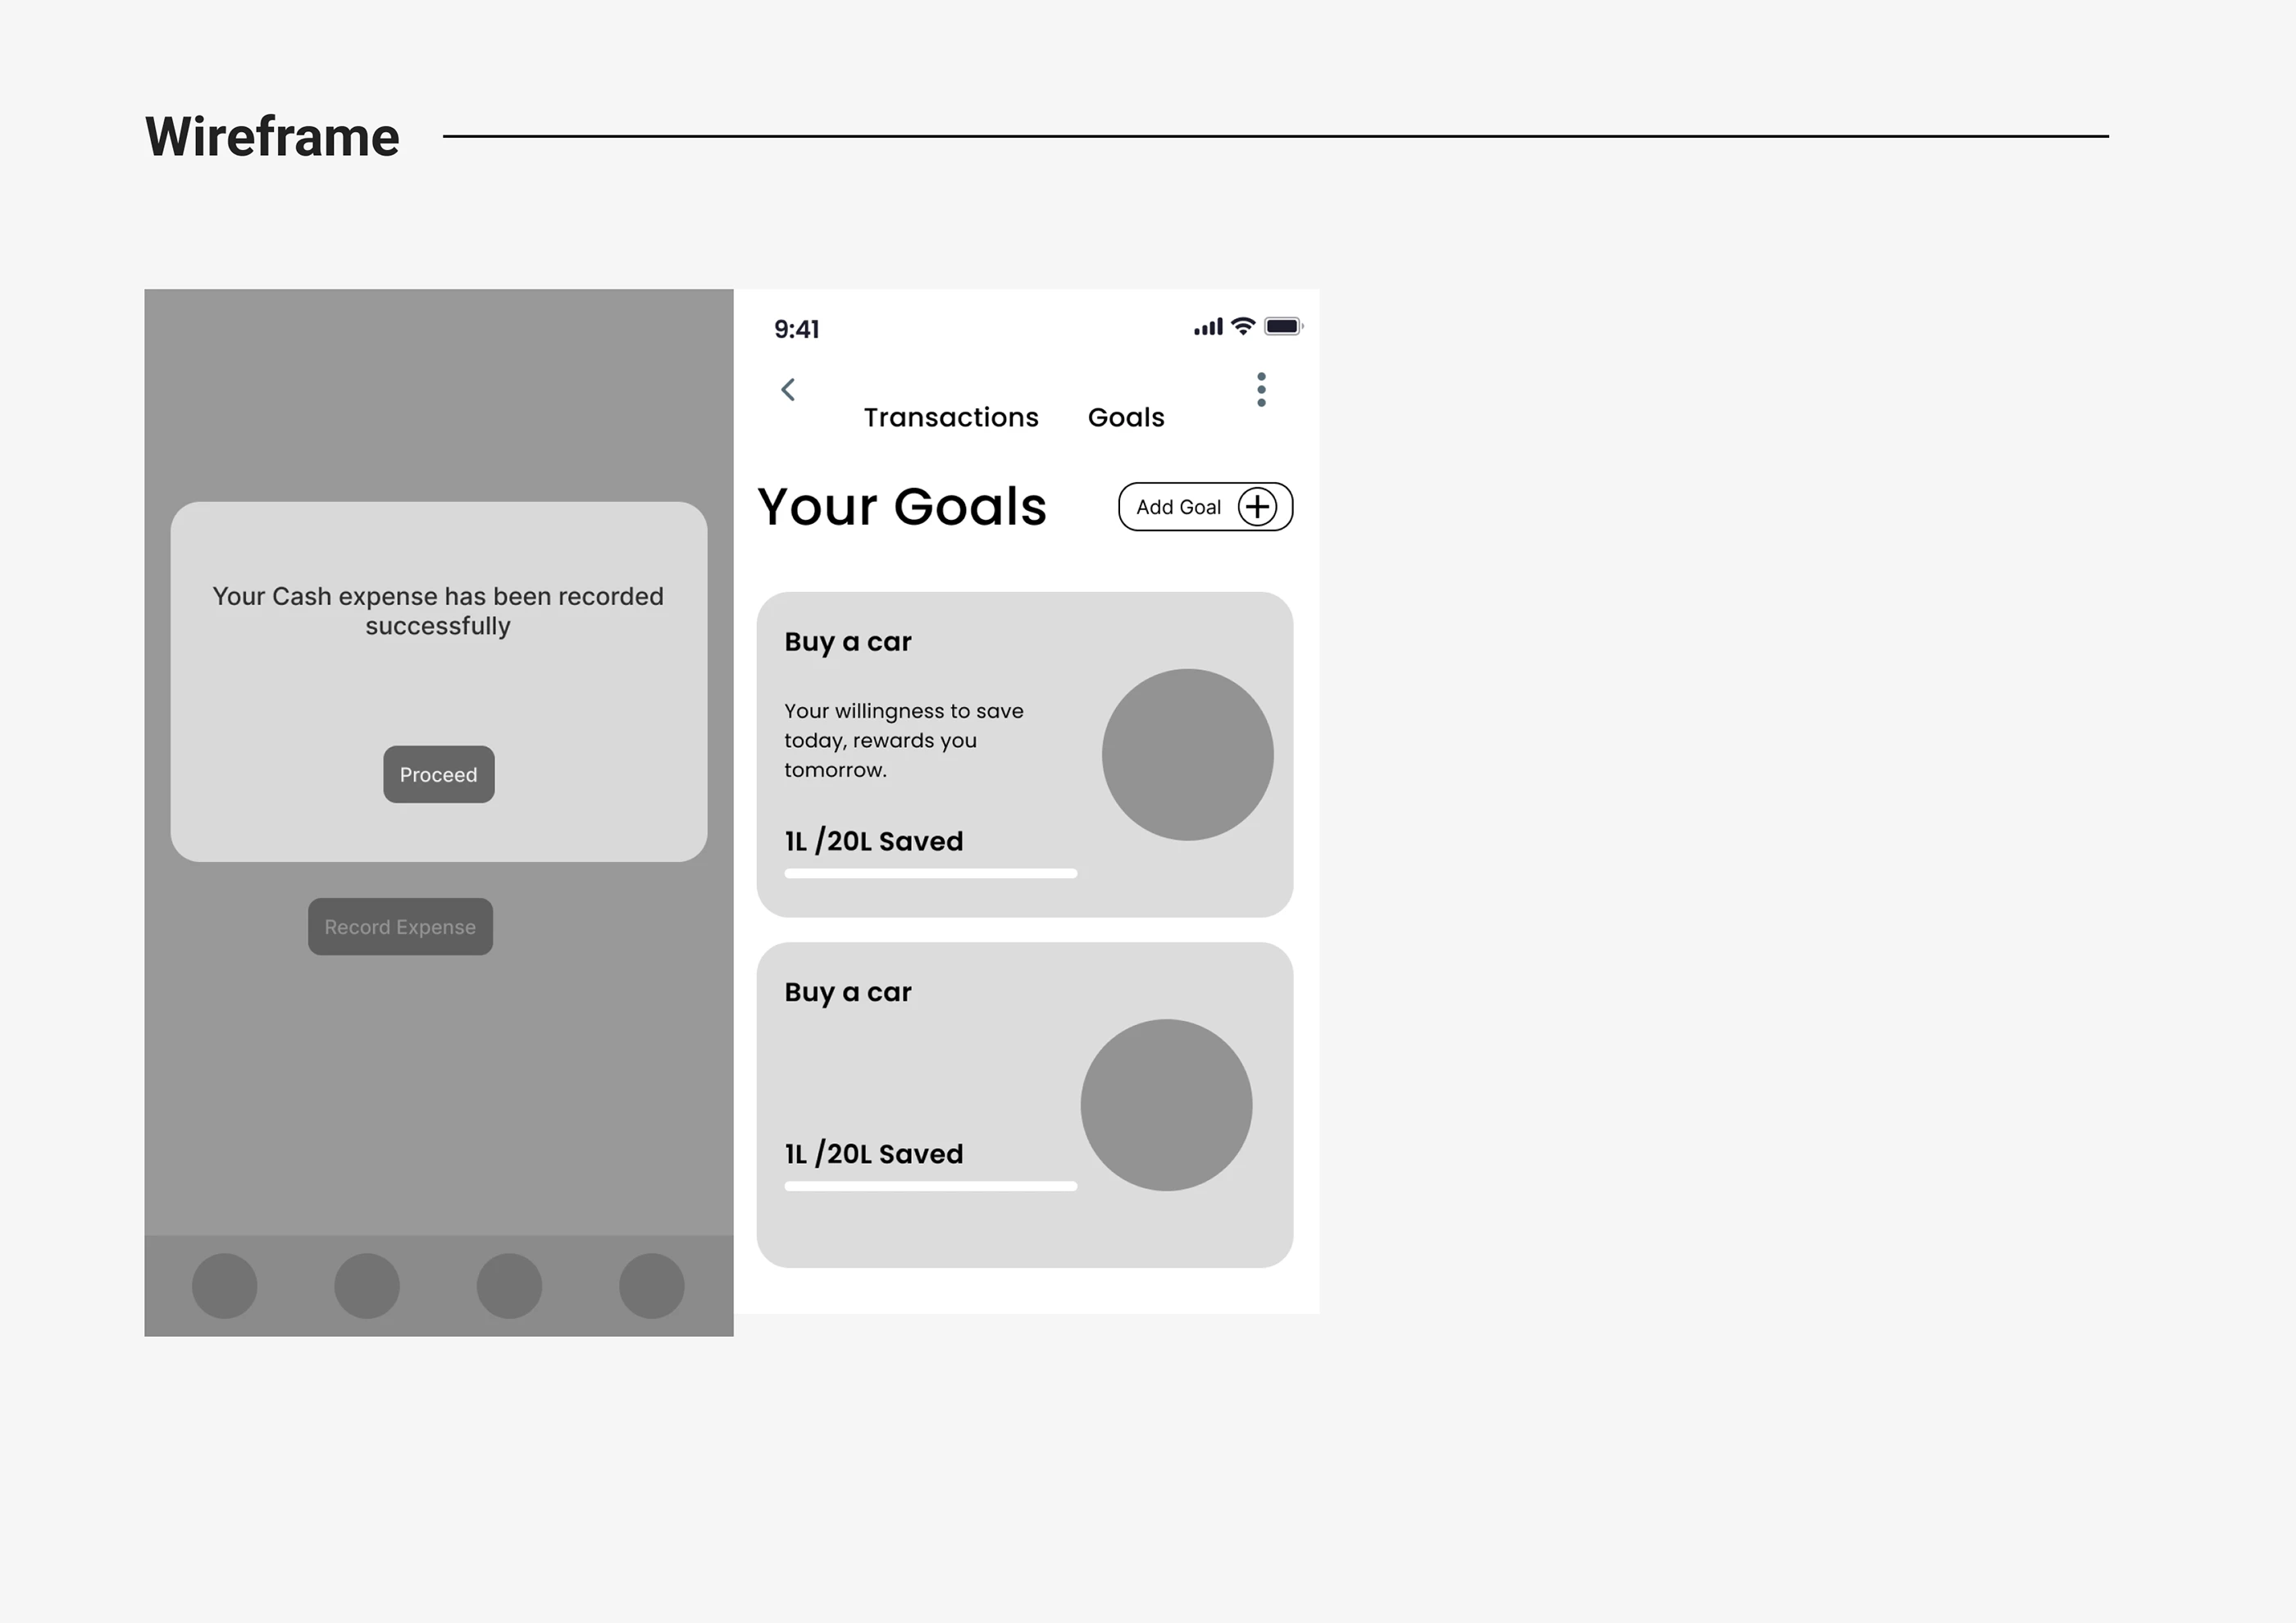 Wireframe
Your Cash expense has been recorded
successfully
Proceed
Record Expense
9:41
Transactions Goals
Your Goals
Add Goal
Buy a car
Your willingness to save
today, rewards you
tomorrow.
1L /20L Saved
Buy a car
1L /20L Saved